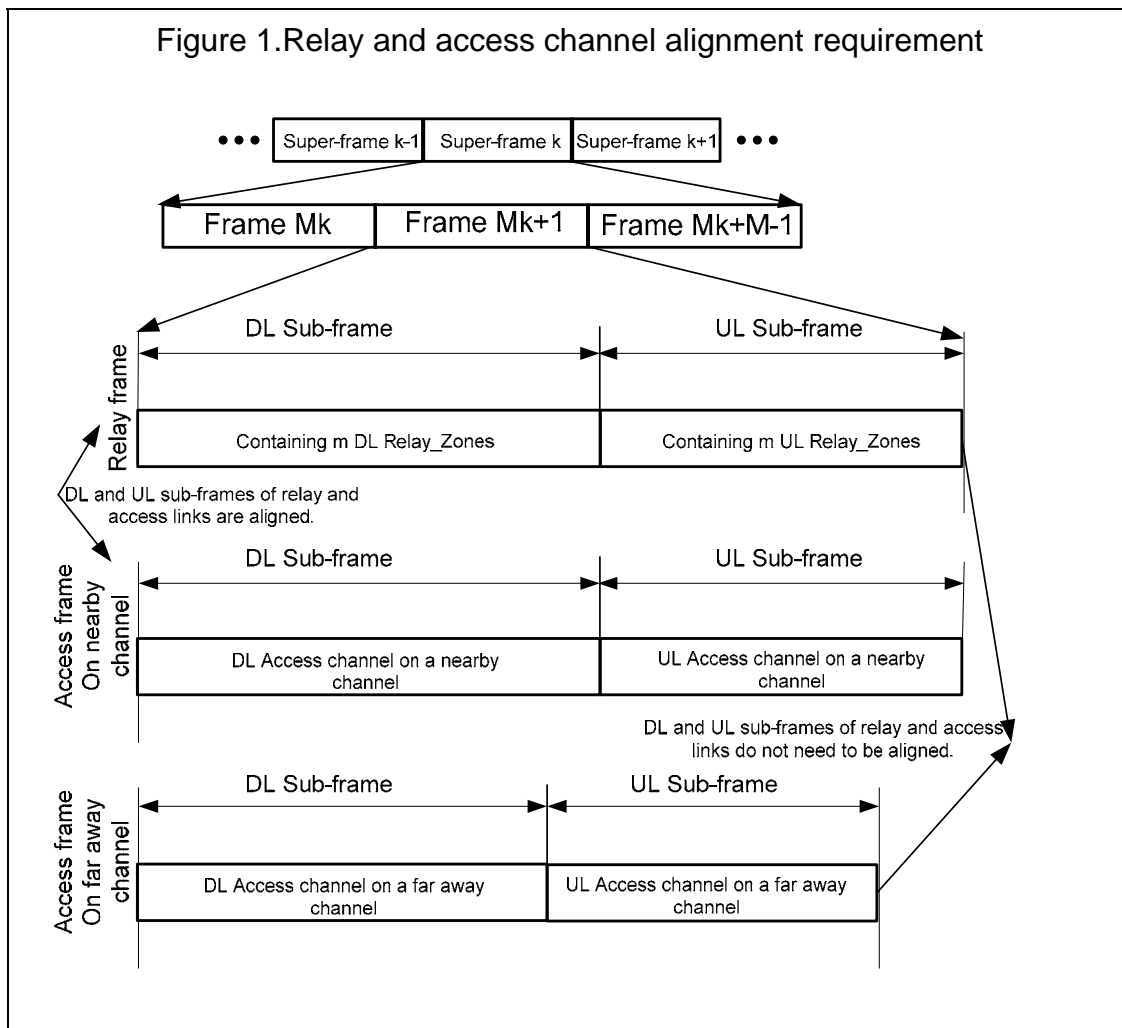 Figure 1.Relay and access channel alignment requirement
••• Super-frame k-1 Super-frame k Super-frame k+1 •••
Frame Mk Frame Mk+1 Frame Mk+M-1
DL Sub-frame UL Sub-frame
Relay frame
Containing m DL Relay_Zones Containing m UL Relay_Zones
DL and UL sub-frames of relay and
access links are aligned.
DL Sub-frame UL Sub-frame
Access frame
On nearby
channel
DL Access channel on a nearby
channel
UL Access channel on a nearby
channel
DL and UL sub-frames of relay and access
links do not need to be aligned.
DL Sub-frame UL Sub-frame
Access frame
On far away
channel
DL Access channel on a far away
channel
UL Access channel on a far away
channel